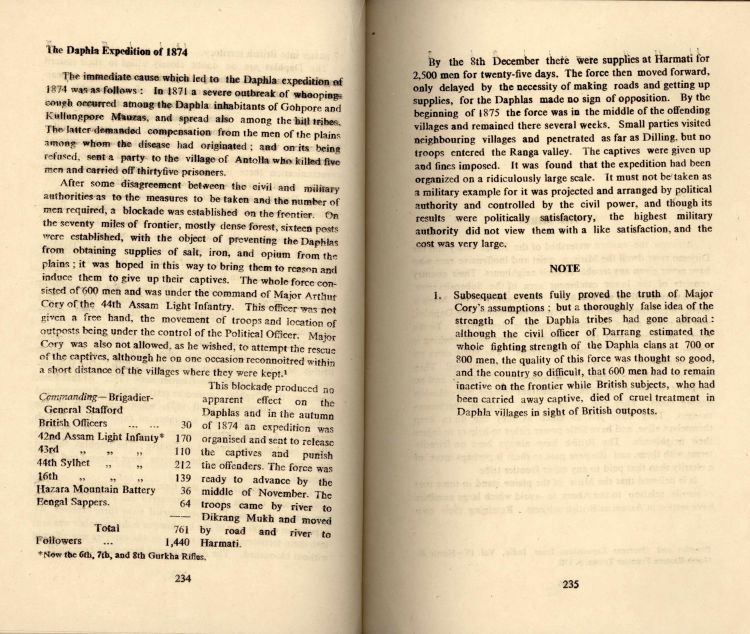 The Daphla Expedition of 1874
The immediate cause which led to the Daphla expedition of
1874 was as follows : In 1871 a severe outbreak of whooping-
cough occurred among the Daphla inhabitants of Gohpore and
Kullungpore Mauzas, and spread also among the hill tribes.
The latter demanded compensation from the men of the plains
among whom the disease had originated ; and on its being
refused, sent a party to the village of Antolla who killed five
men and carried off thirtyfive prisoners.
After some disagreement between the civil and military
authorities as to the measures to be taken and the number of
men required, a blockade was established on the frontier. On
the seventy miles of frontier, mostly dense forest, sixteen posts
were established, with the object of preventing the Daphlas
from obtaining supplies of salt, iron, and opium from the
plains ; it was hoped in this way to bring them to reason and
induce them to give up their captives. The whole force con-
sisted of 600 men and was under the command of Major Arthur
Cory of the 44th Assam Light Infantry. This officer was not
given a free hand, the movement of troops and location of
outposts being under the control of the Political Officer. Major
Cory was also not allowed, as he wished, to attempt the rescue
of the captives, although he on one occasion reconnoitred within
a short distance of the villages where they were kept.¹
Commanding—Brigadier-
General Stafford
British Officers ... ... 30
42nd Assam Light Infanty* 170
43rd ,, ,, ,, 110
44th Sylhet ,, ,, 212
16th ,, ,, 139
Hazara Mountain Battery 36
Eengal Sappers. 64
Total 761
Followers ... 1,440
*Now the 6th, 7th, and 8th Gurkha Rifles.
This blockade produced no
apparent effect on the
Daphlas and in the autumn
of 1874 an expedition was
organised and sent to release
the captives and punish
the offenders. The force was
ready to advance by the
middle of November. The
troops came by river to
Dikrang Mukh and moved
by road and river to
Harmati.
234
By the 8th December there were supplies at Harmati for
2,500 men for twenty-five days. The force then moved forward,
only delayed by the necessity of making roads and getting up
supplies, for the Daphlas made no sign of opposition. By the
beginning of 1875 the force was in the middle of the offending
villages and remained there several weeks. Small parties visited
neighbouring villages and penetrated as far as Dilling, but no
troops entered the Ranga valley. The captives were given up
and fines imposed. It was found that the expedition had been
organized on a ridiculously large scale. It must not be taken as
a military example for it was projected and arranged by political
authority and controlled by the civil power, and though its
results were politically satisfactory, the highest military
authority did not view them with a like satisfaction, and the
cost was very large.
NOTE
1. Subsequent events fully proved the truth of Major
Cory's assumptions ; but a thoroughly false idea of the
strength of the Daphla tribes had gone abroad :
although the civil officer of Darrang estimated the
whole fighting strength of the Daphla clans at 700 or
800 men, the quality of this force was thought so good,
and the country so difficult, that 600 men had to remain
inactive on the frontier while British subjects, who had
been carried away captive, died of cruel treatment in
Daphla villages in sight of British outposts.
235